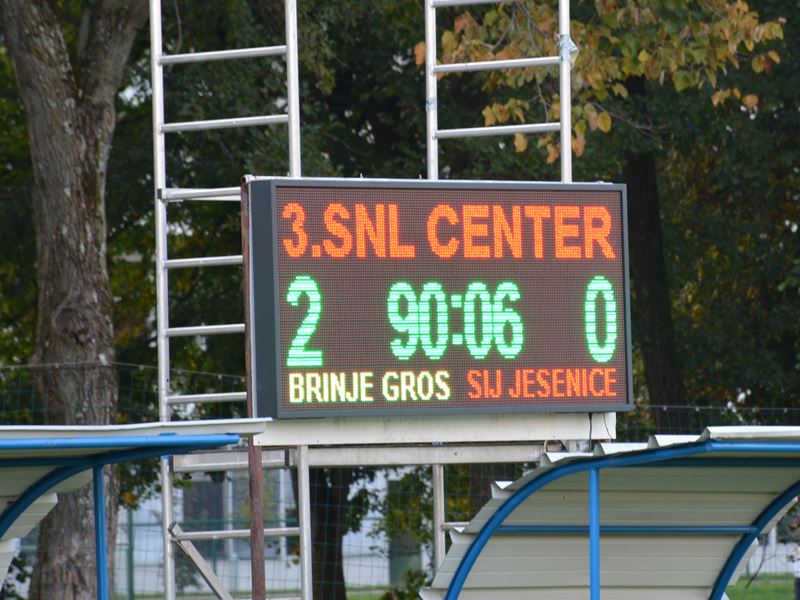 3.SNL CENTER
2 90:06 0
BRINJE GROS SIJ JESENICE